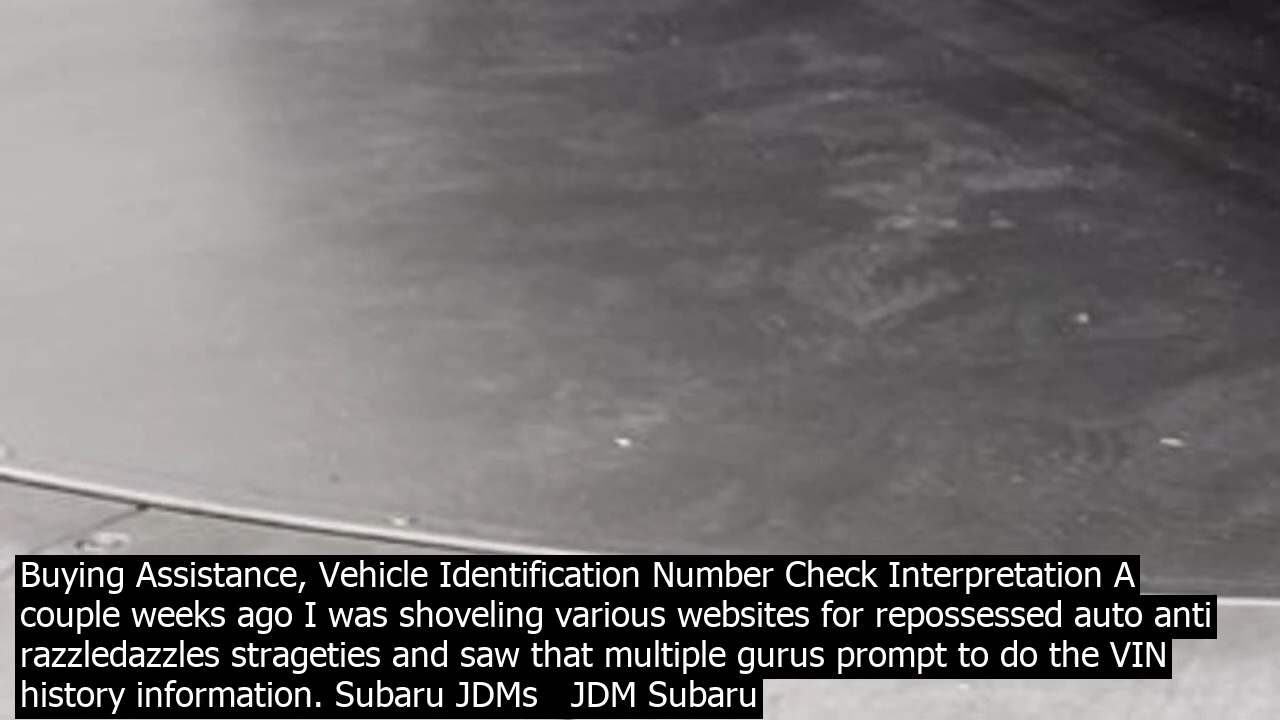 Buying Assistance, Vehicle Identification Number Check Interpretation A
couple weeks ago I was shoveling various websites for repossessed auto anti
razzledazzles strageties and saw that multiple gurus prompt to do the VIN
history information. Subaru JDMs   JDM Subaru